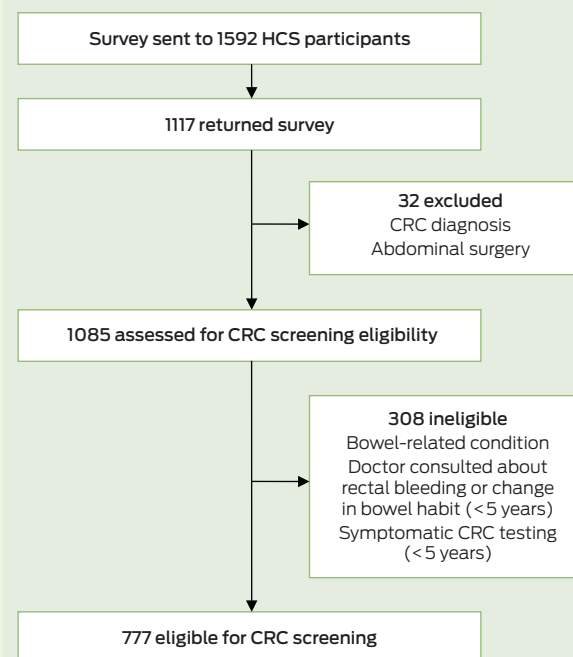 Survey sent to 1592 HCS participants
1117 returned survey
32 excluded
CRC diagnosis
Abdominal surgery
1085 assessed for CRC screening eligibility
308 ineligible
Bowel-related condition
Doctor consulted about
rectal bleeding or change
in bowel habit (<5 years)
Symptomatic CRC testing
(<5 years)
777 eligible for CRC screening